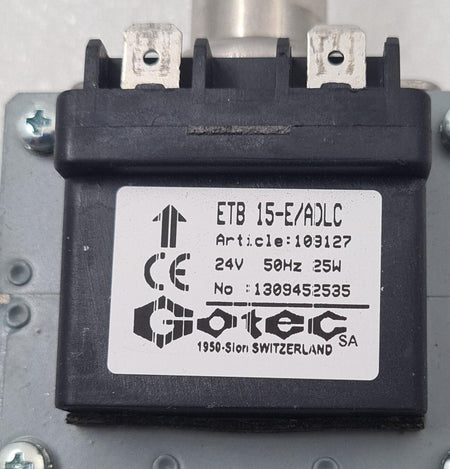 ETB 15-E/ADLC
Article:103127
24V 50Hz 25W
CE
No :1309452535
Gotec SA
1950-Sion SWITZERLAND